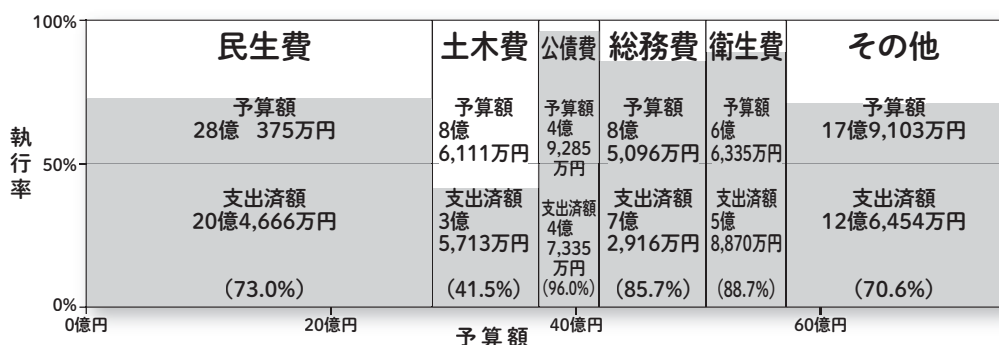 100%
50%
0%
執行率
民生費
予算額
28億 375万円
支出済額
20億4,666万円
(73.0%)
土木費
予算額
8億
6,111万円
支出済額
3億
5,713万円
(41.5%)
公債費
予算額
4億
9,285
万円
支出済額
4億
7,335
万円
(96.0%)
総務費
予算額
8億
5,096万円
支出済額
7億
2,916万円
(85.7%)
衛生費
予算額
6億
6,335万円
支出済額
5億
8,870万円
(88.7%)
その他
予算額
17億9,103万円
支出済額
12億6,454万円
(70.6%)
0億円
20億円
40億円
60億円
予算額